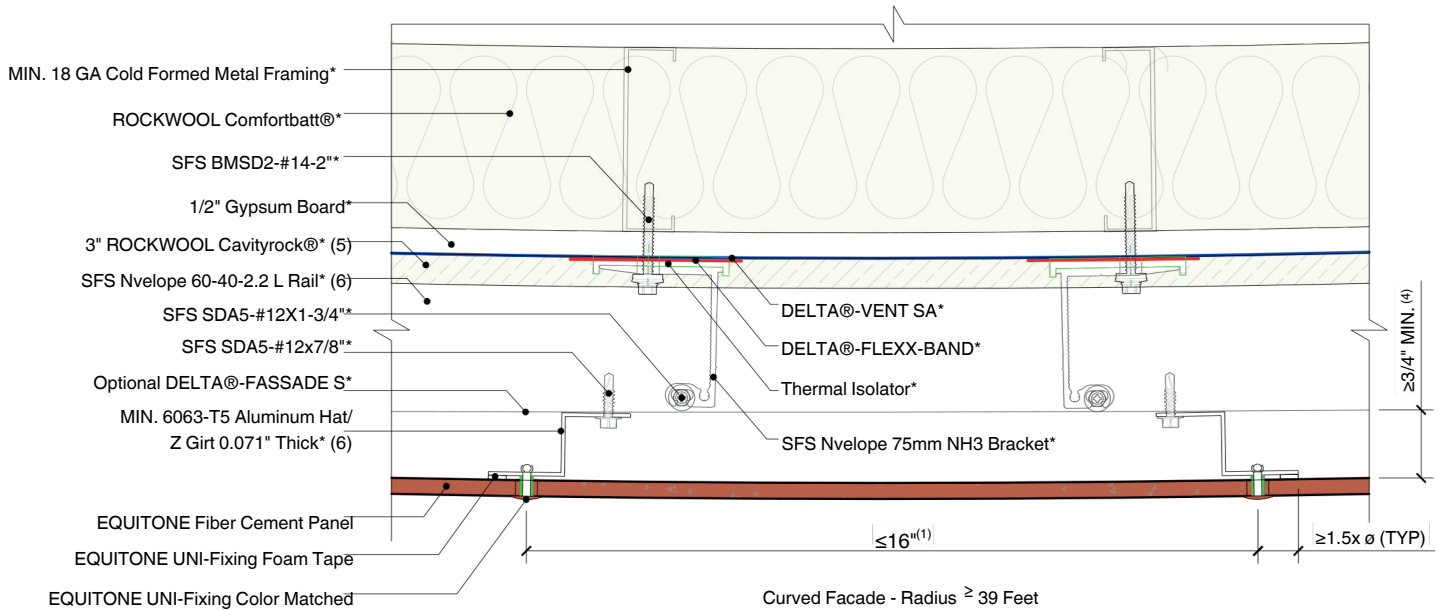 MIN. 18 GA Cold Formed Metal Framing*
ROCKWOOL Comfortbatt®*
SFS BMSD2-#14-2"*
1/2" Gypsum Board*
3" ROCKWOOL Cavityrock®* (5)
SFS Nvelope 60-40-2.2 L Rail* (6)
SFS SDA5-#12X1-3/4"*
SFS SDA5-#12x7/8"*
Optional DELTA®-FASSADE S*
MIN. 6063-T5 Aluminum Hat/
Z Girt 0.071" Thick* (6)
EQUITONE Fiber Cement Panel
EQUITONE UNI-Fixing Foam Tape
EQUITONE UNI-Fixing Color Matched
DELTA®-VENT SA*
DELTA®-FLEXX-BAND*
Thermal Isolator*
SFS Nvelope 75mm NH3 Bracket*
≥3/4" MIN. (4)
≤16"(1)
≥1.5x ø (TYP)
Curved Facade - Radius ≥ 39 Feet